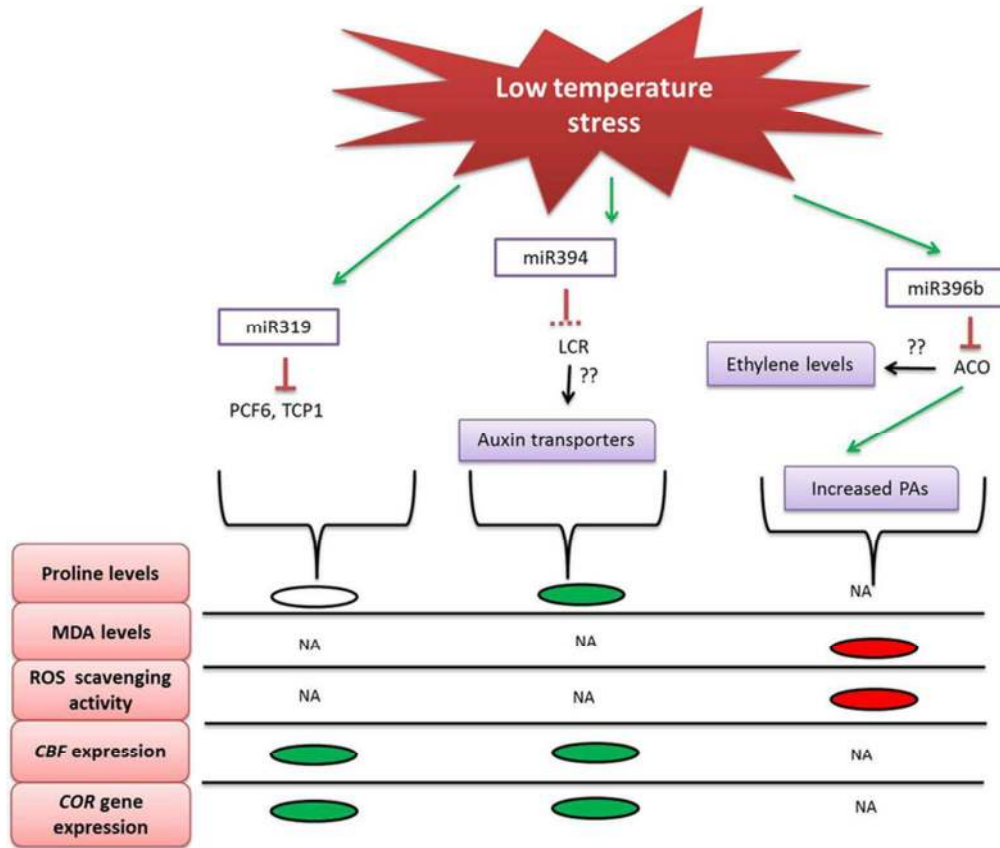 Low temperature
stress
miR394
miR396b
miR319
LCR
??
??
Ethylene levels
ACO
PCF6, TCP1
Auxin transporters
Increased PAs
Proline levels
NA
MDA levels
NA
NA
ROS scavenging
activity
NA
NA
CBF expression
NA
COR gene
expression
NA